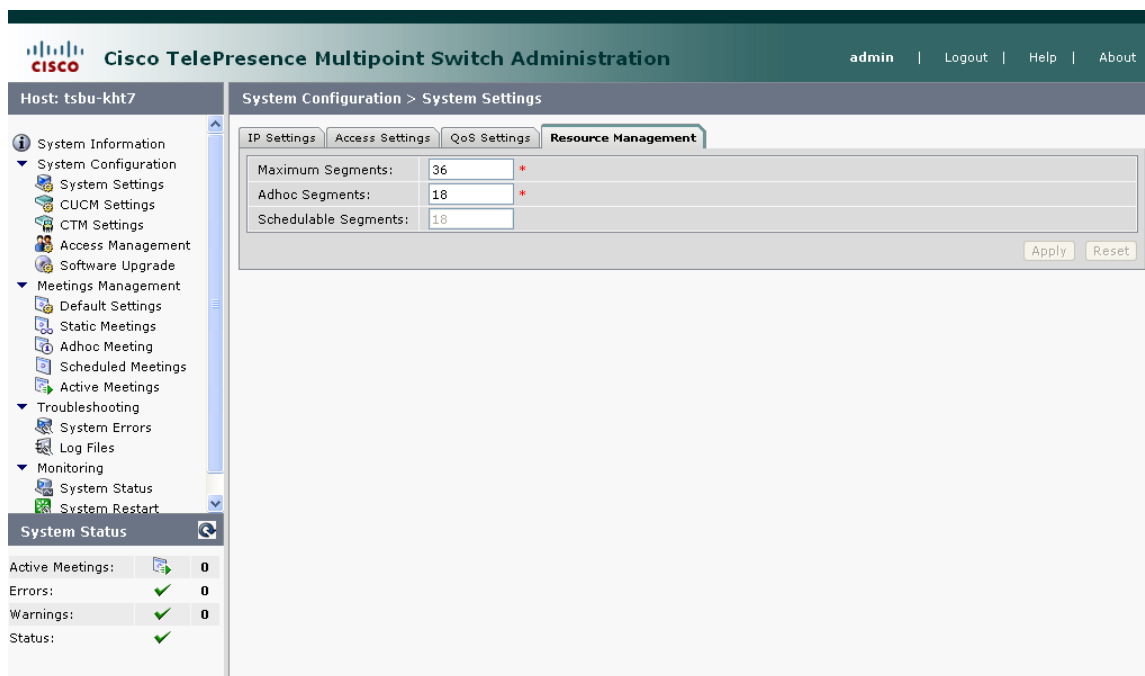 CISCO Cisco TelePresence Multipoint Switch Administration admin | Logout | Help | About
Host: tsbu-kht7
System Information
System Configuration
System Settings
CUCM Settings
CTM Settings
Access Management
Software Upgrade
Meetings Management
Default Settings
Static Meetings
Adhoc Meeting
Scheduled Meetings
Active Meetings
Troubleshooting
System Errors
Log Files
Monitoring
System Status
System Restart
System Status
Active Meetings: 0
Errors: 0
Warnings: 0
Status:
System Configuration > System Settings
IP Settings Access Settings QoS Settings Resource Management
Maximum Segments: 36 *
Adhoc Segments: 18 *
Schedulable Segments: 18
Apply Reset